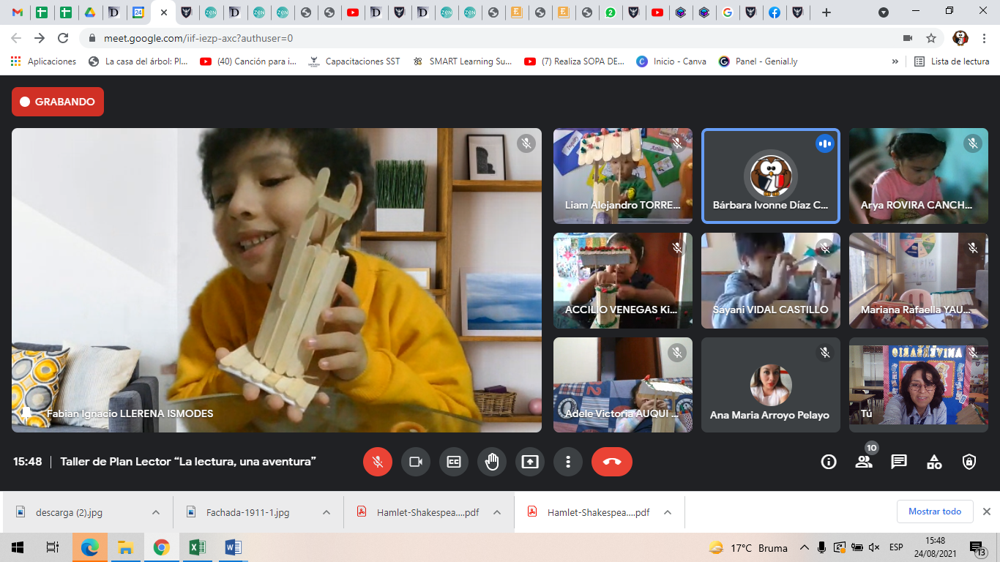 24
2
meet.google.com/iif-iezp-axc?authuser=0
Aplicaciones
La casa del árbol: Pl...
(40) Canción para i...
Capacitaciones SST
SMART Learning Su...
(7) Realiza SOPA DE...
Inicio - Canva
Panel - Genial.ly
»
Lista de lectura
GRABANDO
Fabian Ignacio LLERENA ISMODES
Action
Liam Alejandro TORRE...
Bárbara Ivonne Díaz C...
Arya ROVIRA CANCH...
ACCILIO VENEGAS Ki...
Sayani VIDAL CASTILLO
Mariana Rafaella YAU...
Adele Victoria AUQUI ...
Ana Maria Arroyo Pelayo
Tú
15:48 | Taller de Plan Lector “La lectura, una aventura”
10
descarga (2).jpg
Fachada-1911-1.jpg
Hamlet-Shakespea....pdf
Hamlet-Shakespea....pdf
Mostrar todo
17°C Bruma
ESP
15:48
24/08/2021
13